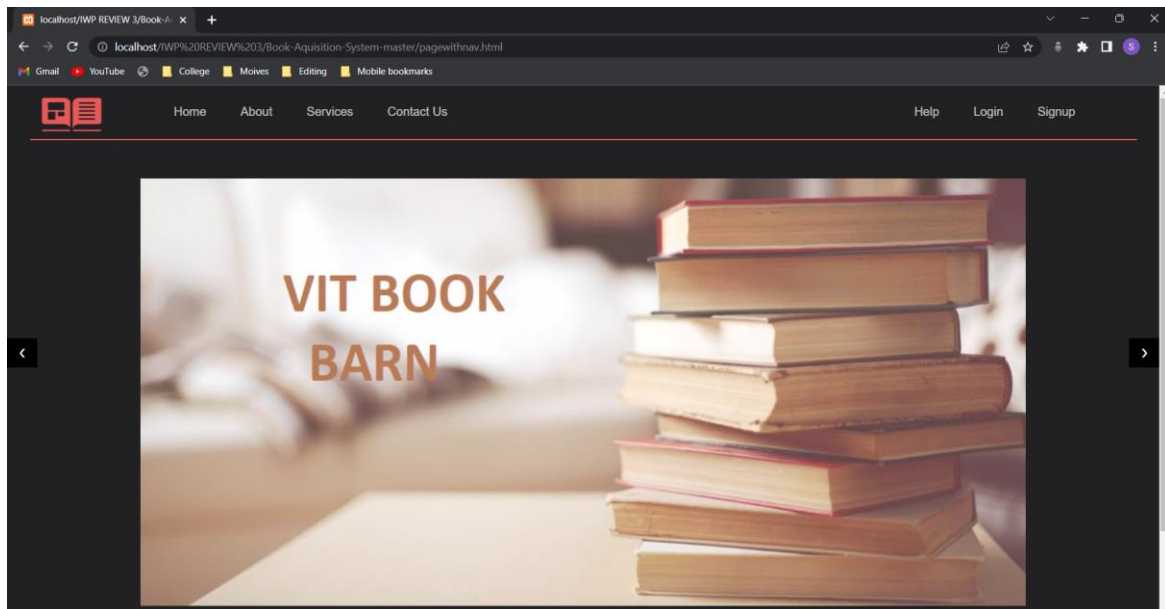 localhost/IWP REVIEW 3/Book-A
localhost/IWP%20REVIEW%203/Book-Aquisition-System-master/pagewithnav.html
S
Gmail YouTube College Moives Editing Mobile bookmarks
Home About Services Contact Us Help Login Signup
VIT BOOK
BARN